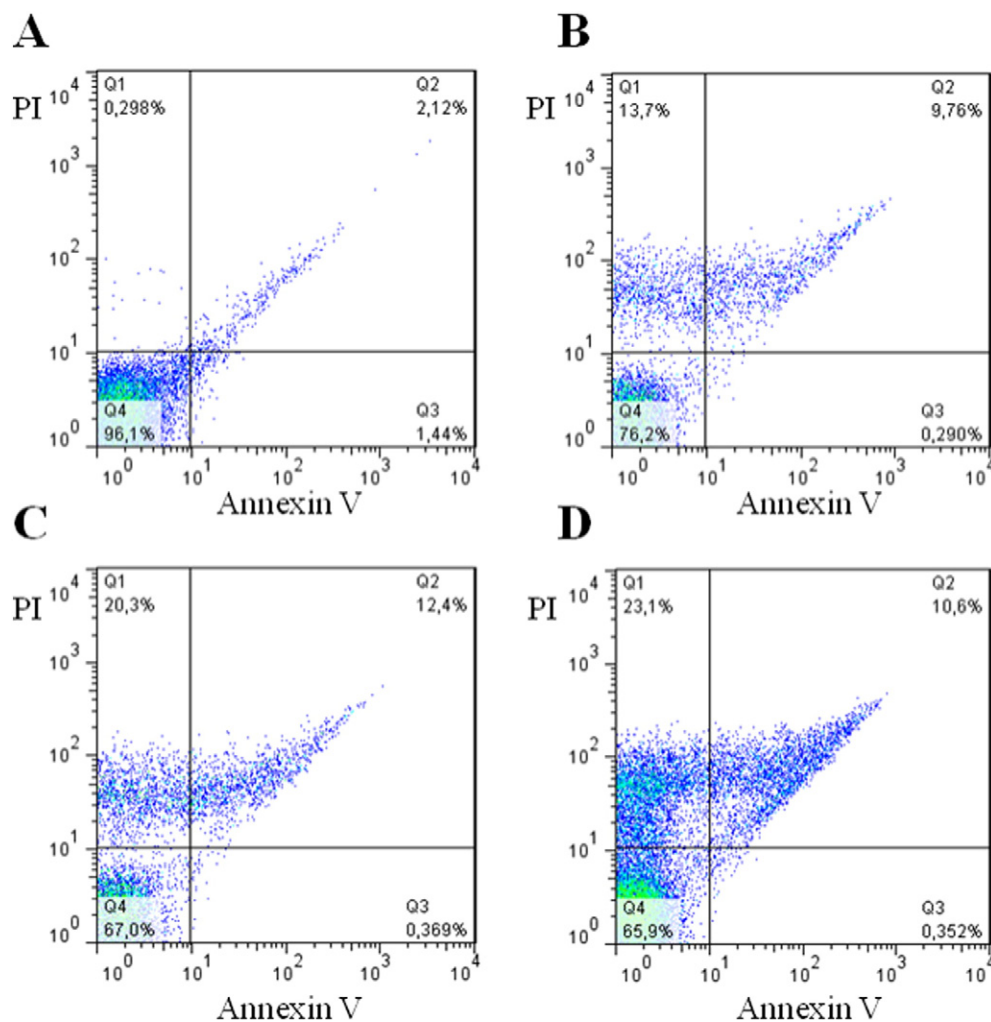 A
PI
Q1
0,298%
Q2
2,12%
10^4
10^3
10^2
10^1
10^0
Q4
96,1%
Q3
1,44%
10^0 10^1 10^2 10^3 10^4
Annexin V
B
PI
Q1
13,7%
Q2
9,76%
10^4
10^3
10^2
10^1
10^0
Q4
76,2%
Q3
0,290%
10^0 10^1 10^2 10^3 10^4
Annexin V
C
PI
Q1
20,3%
Q2
12,4%
10^4
10^3
10^2
10^1
10^0
Q4
67,0%
Q3
0,369%
10^0 10^1 10^2 10^3 10^4
Annexin V
D
PI
Q1
23,1%
Q2
10,6%
10^4
10^3
10^2
10^1
10^0
Q4
65,9%
Q3
0,352%
10^0 10^1 10^2 10^3 10^4
Annexin V